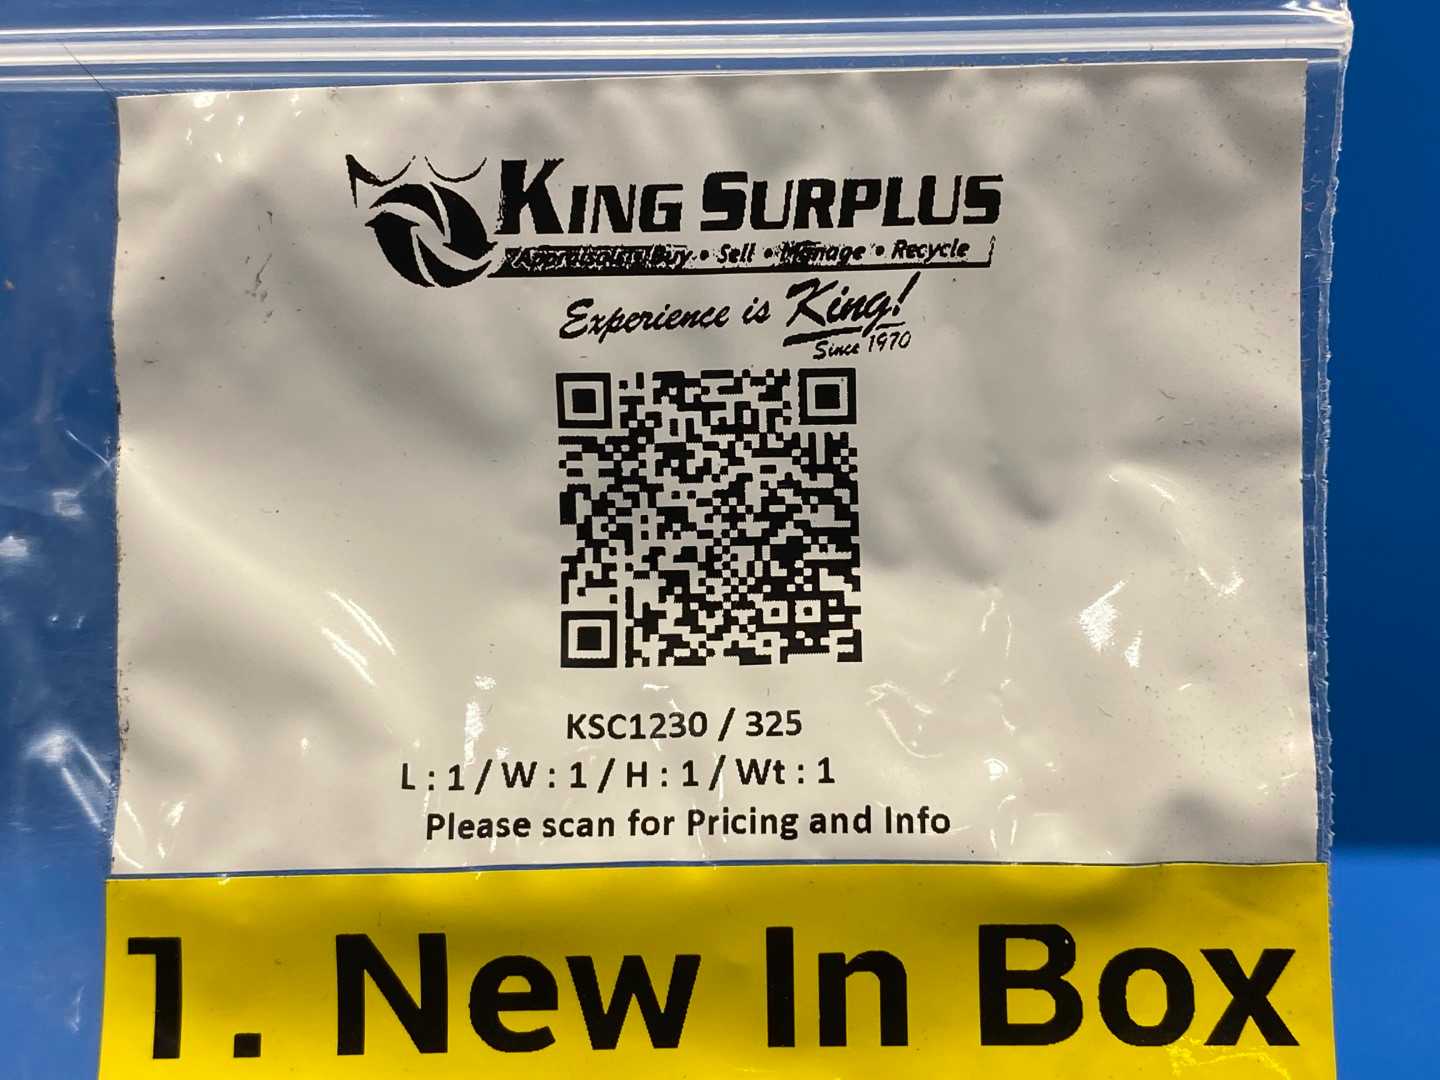 KING SURPLUS
Buy • Sell • Manage • Recycle
Experience is King!
Since 1970
KSC1230 / 325
L : 1 / W : 1 / H : 1 / Wt : 1
Please scan for Pricing and Info
1. New In Box